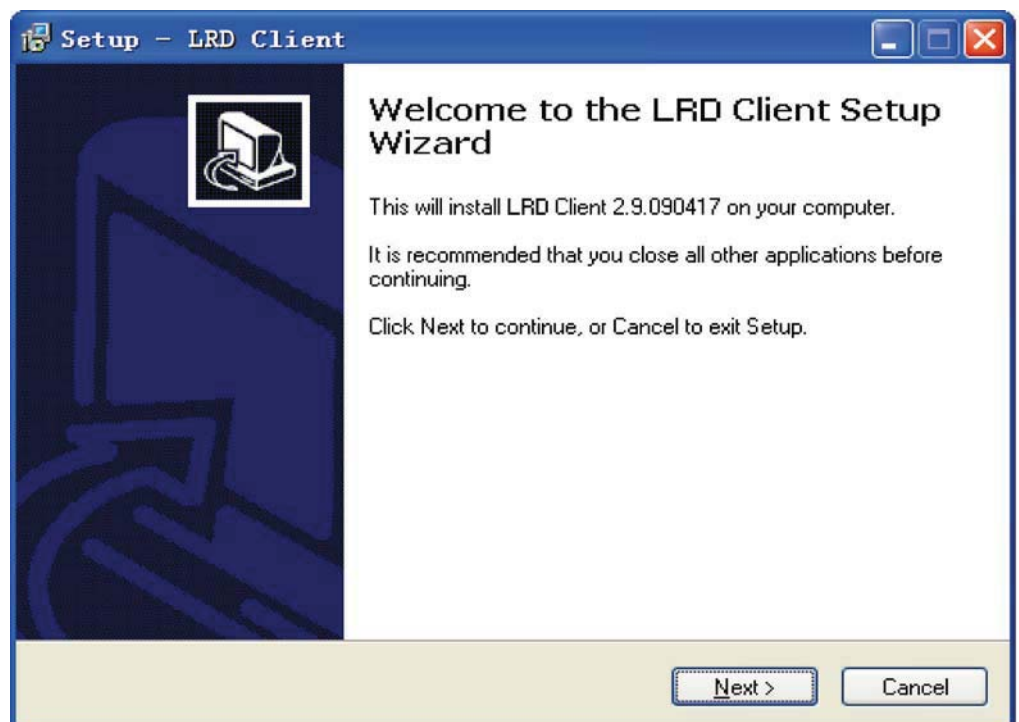 Setup - LRD Client
Welcome to the LRD Client Setup
Wizard
This will install LRD Client 2.9.090417 on your computer.
It is recommended that you close all other applications before
continuing.
Click Next to continue, or Cancel to exit Setup.
Next >
Cancel